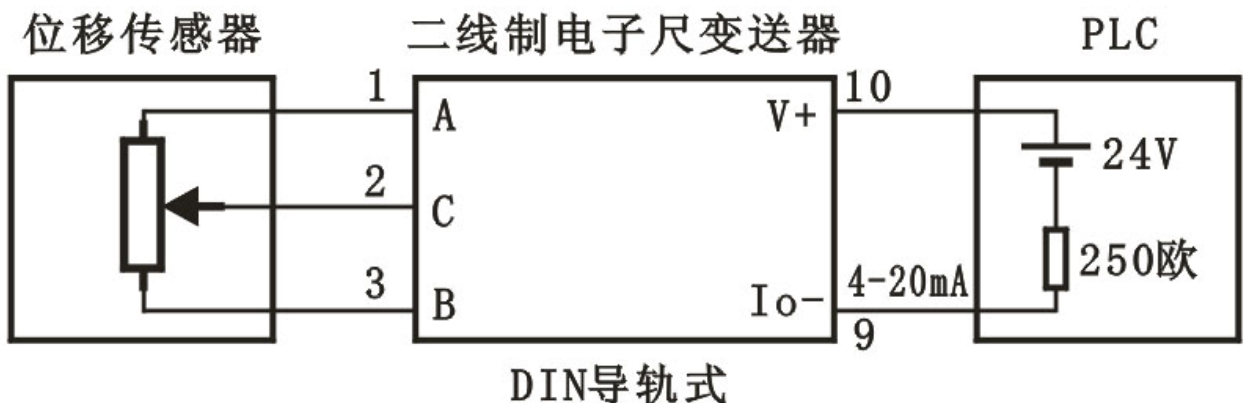 位移传感器 二线制电子尺变送器 PLC
1 A V+ 10
24V
2 C
250欧
3 B Io- 4-20mA
9
DIN导轨式